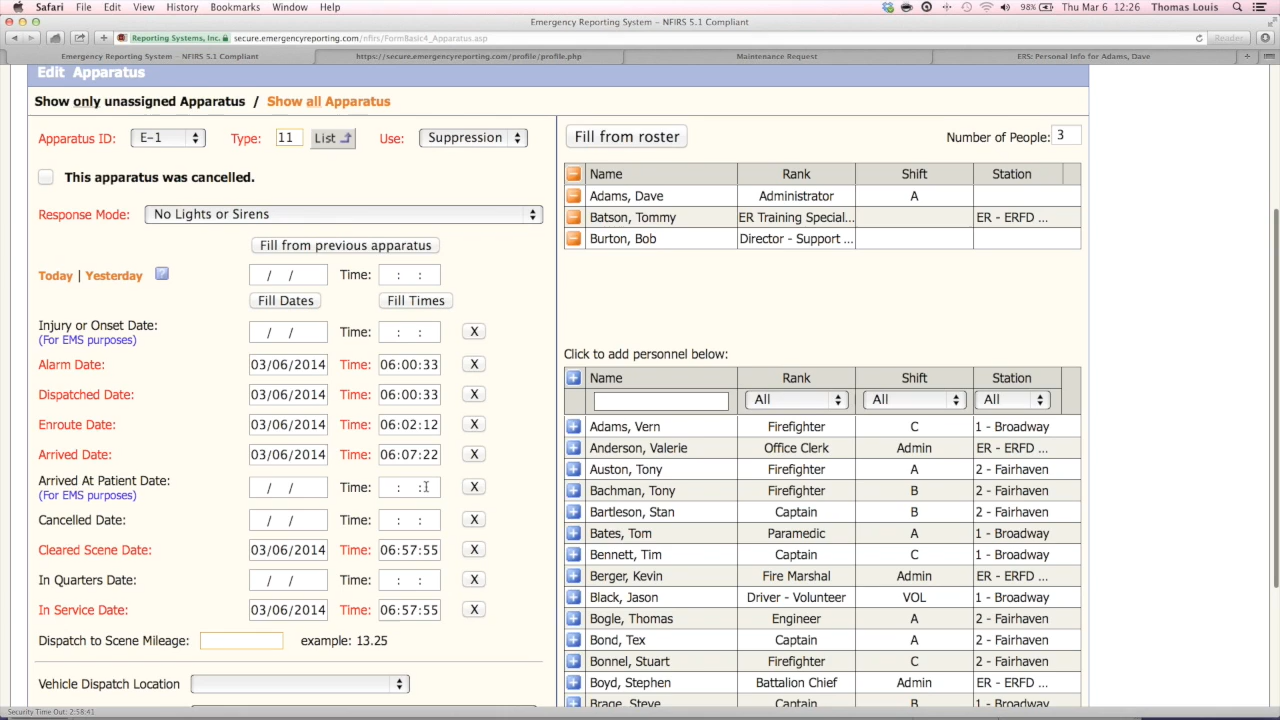 Safari File Edit View History Bookmarks Window Help 98% Thu Mar 6 12:26 Thomas Louis
Emergency Reporting System — NFIRS 5.1 Compliant
Reporting Systems, Inc. secure.emergencyreporting.com/nfirs/FormBasic4_Apparatus.asp Reader
Emergency Reporting System — NFIRS 5.1 Compliant https://secure.emergencyreporting.com/profile/profile.php Maintenance Request ERS: Personal Info for Adams, Dave
Edit Apparatus
Show only unassigned Apparatus / Show all Apparatus
Apparatus ID: E-1 Type: 11 List Use: Suppression
This apparatus was cancelled.
Response Mode: No Lights or Sirens
Fill from previous apparatus
Today | Yesterday ? / / Time: : :
Fill Dates Fill Times
Injury or Onset Date: / / Time: : : X
(For EMS purposes)
Alarm Date: 03/06/2014 Time: 06:00:33 X
Dispatched Date: 03/06/2014 Time: 06:00:33 X
Enroute Date: 03/06/2014 Time: 06:02:12 X
Arrived Date: 03/06/2014 Time: 06:07:22 X
Arrived At Patient Date: / / Time: : : X
(For EMS purposes)
Cancelled Date: / / Time: : : X
Cleared Scene Date: 03/06/2014 Time: 06:57:55 X
In Quarters Date: / / Time: : : X
In Service Date: 03/06/2014 Time: 06:57:55 X
Dispatch to Scene Mileage: example: 13.25
Vehicle Dispatch Location
Fill from roster Number of People: 3
Name Rank Shift Station
Adams, Dave Administrator A
Batson, Tommy ER Training Special... ER - ERFD ...
Burton, Bob Director - Support ...
Click to add personnel below:
Name Rank Shift Station
All All All
Adams, Vern Firefighter C 1 - Broadway
Anderson, Valerie Office Clerk Admin ER - ERFD ...
Auston, Tony Firefighter A 2 - Fairhaven
Bachman, Tony Firefighter B 2 - Fairhaven
Bartleson, Stan Captain B 2 - Fairhaven
Bates, Tom Paramedic A 1 - Broadway
Bennett, Tim Captain C 1 - Broadway
Berger, Kevin Fire Marshal Admin ER - ERFD ...
Black, Jason Driver - Volunteer VOL 1 - Broadway
Bogle, Thomas Engineer A 2 - Fairhaven
Bond, Tex Captain A 2 - Fairhaven
Bonnel, Stuart Firefighter C 2 - Fairhaven
Boyd, Stephen Battalion Chief Admin ER - ERFD ...
Brage, Steve Captain B 1 - Broadway
Security Time Out: 2:56:41